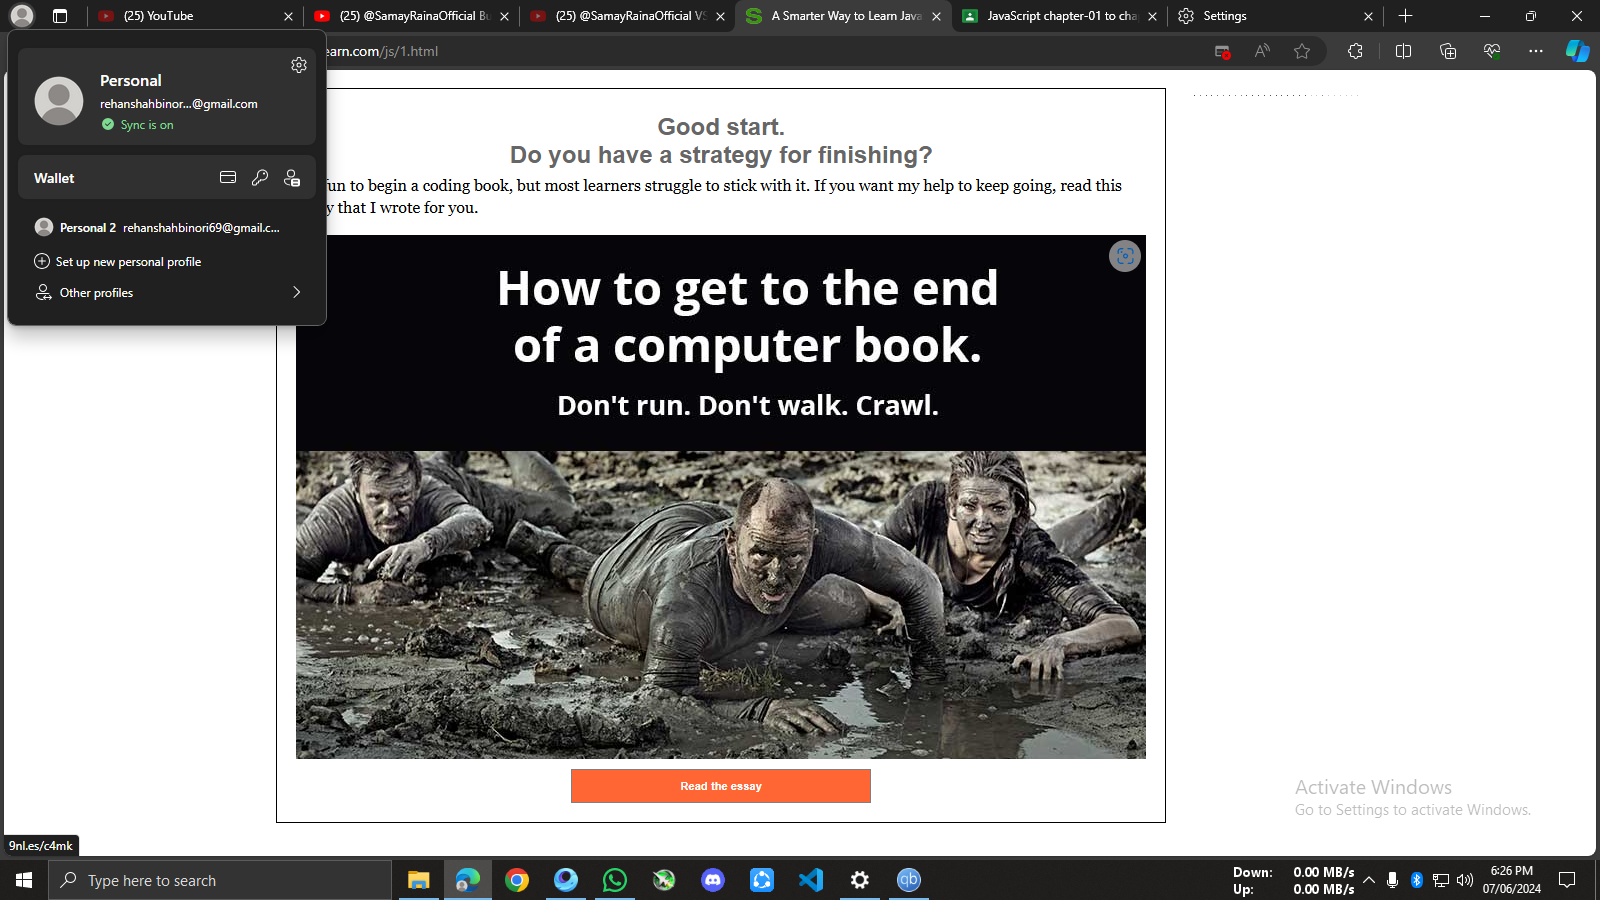 (25) YouTube
(25) @SamayRainaOfficial Bu
(25) @SamayRainaOfficial VS
A Smarter Way to Learn Java
JavaScript chapter-01 to cha
Settings
earn.com/js/1.html
Personal
rehanshahbinor...@gmail.com
Sync is on
Wallet
Personal 2 rehanshahbinori69@gmail.c...
Set up new personal profile
Other profiles
Good start.
Do you have a strategy for finishing?
fun to begin a coding book, but most learners struggle to stick with it. If you want my help to keep going, read this
y that I wrote for you.
How to get to the end
of a computer book.
Don't run. Don't walk. Crawl.
Read the essay
Activate Windows
Go to Settings to activate Windows.
9nl.es/c4mk
Type here to search
qb
Down: 0.00 MB/s
Up: 0.00 MB/s
6:26 PM
07/06/2024